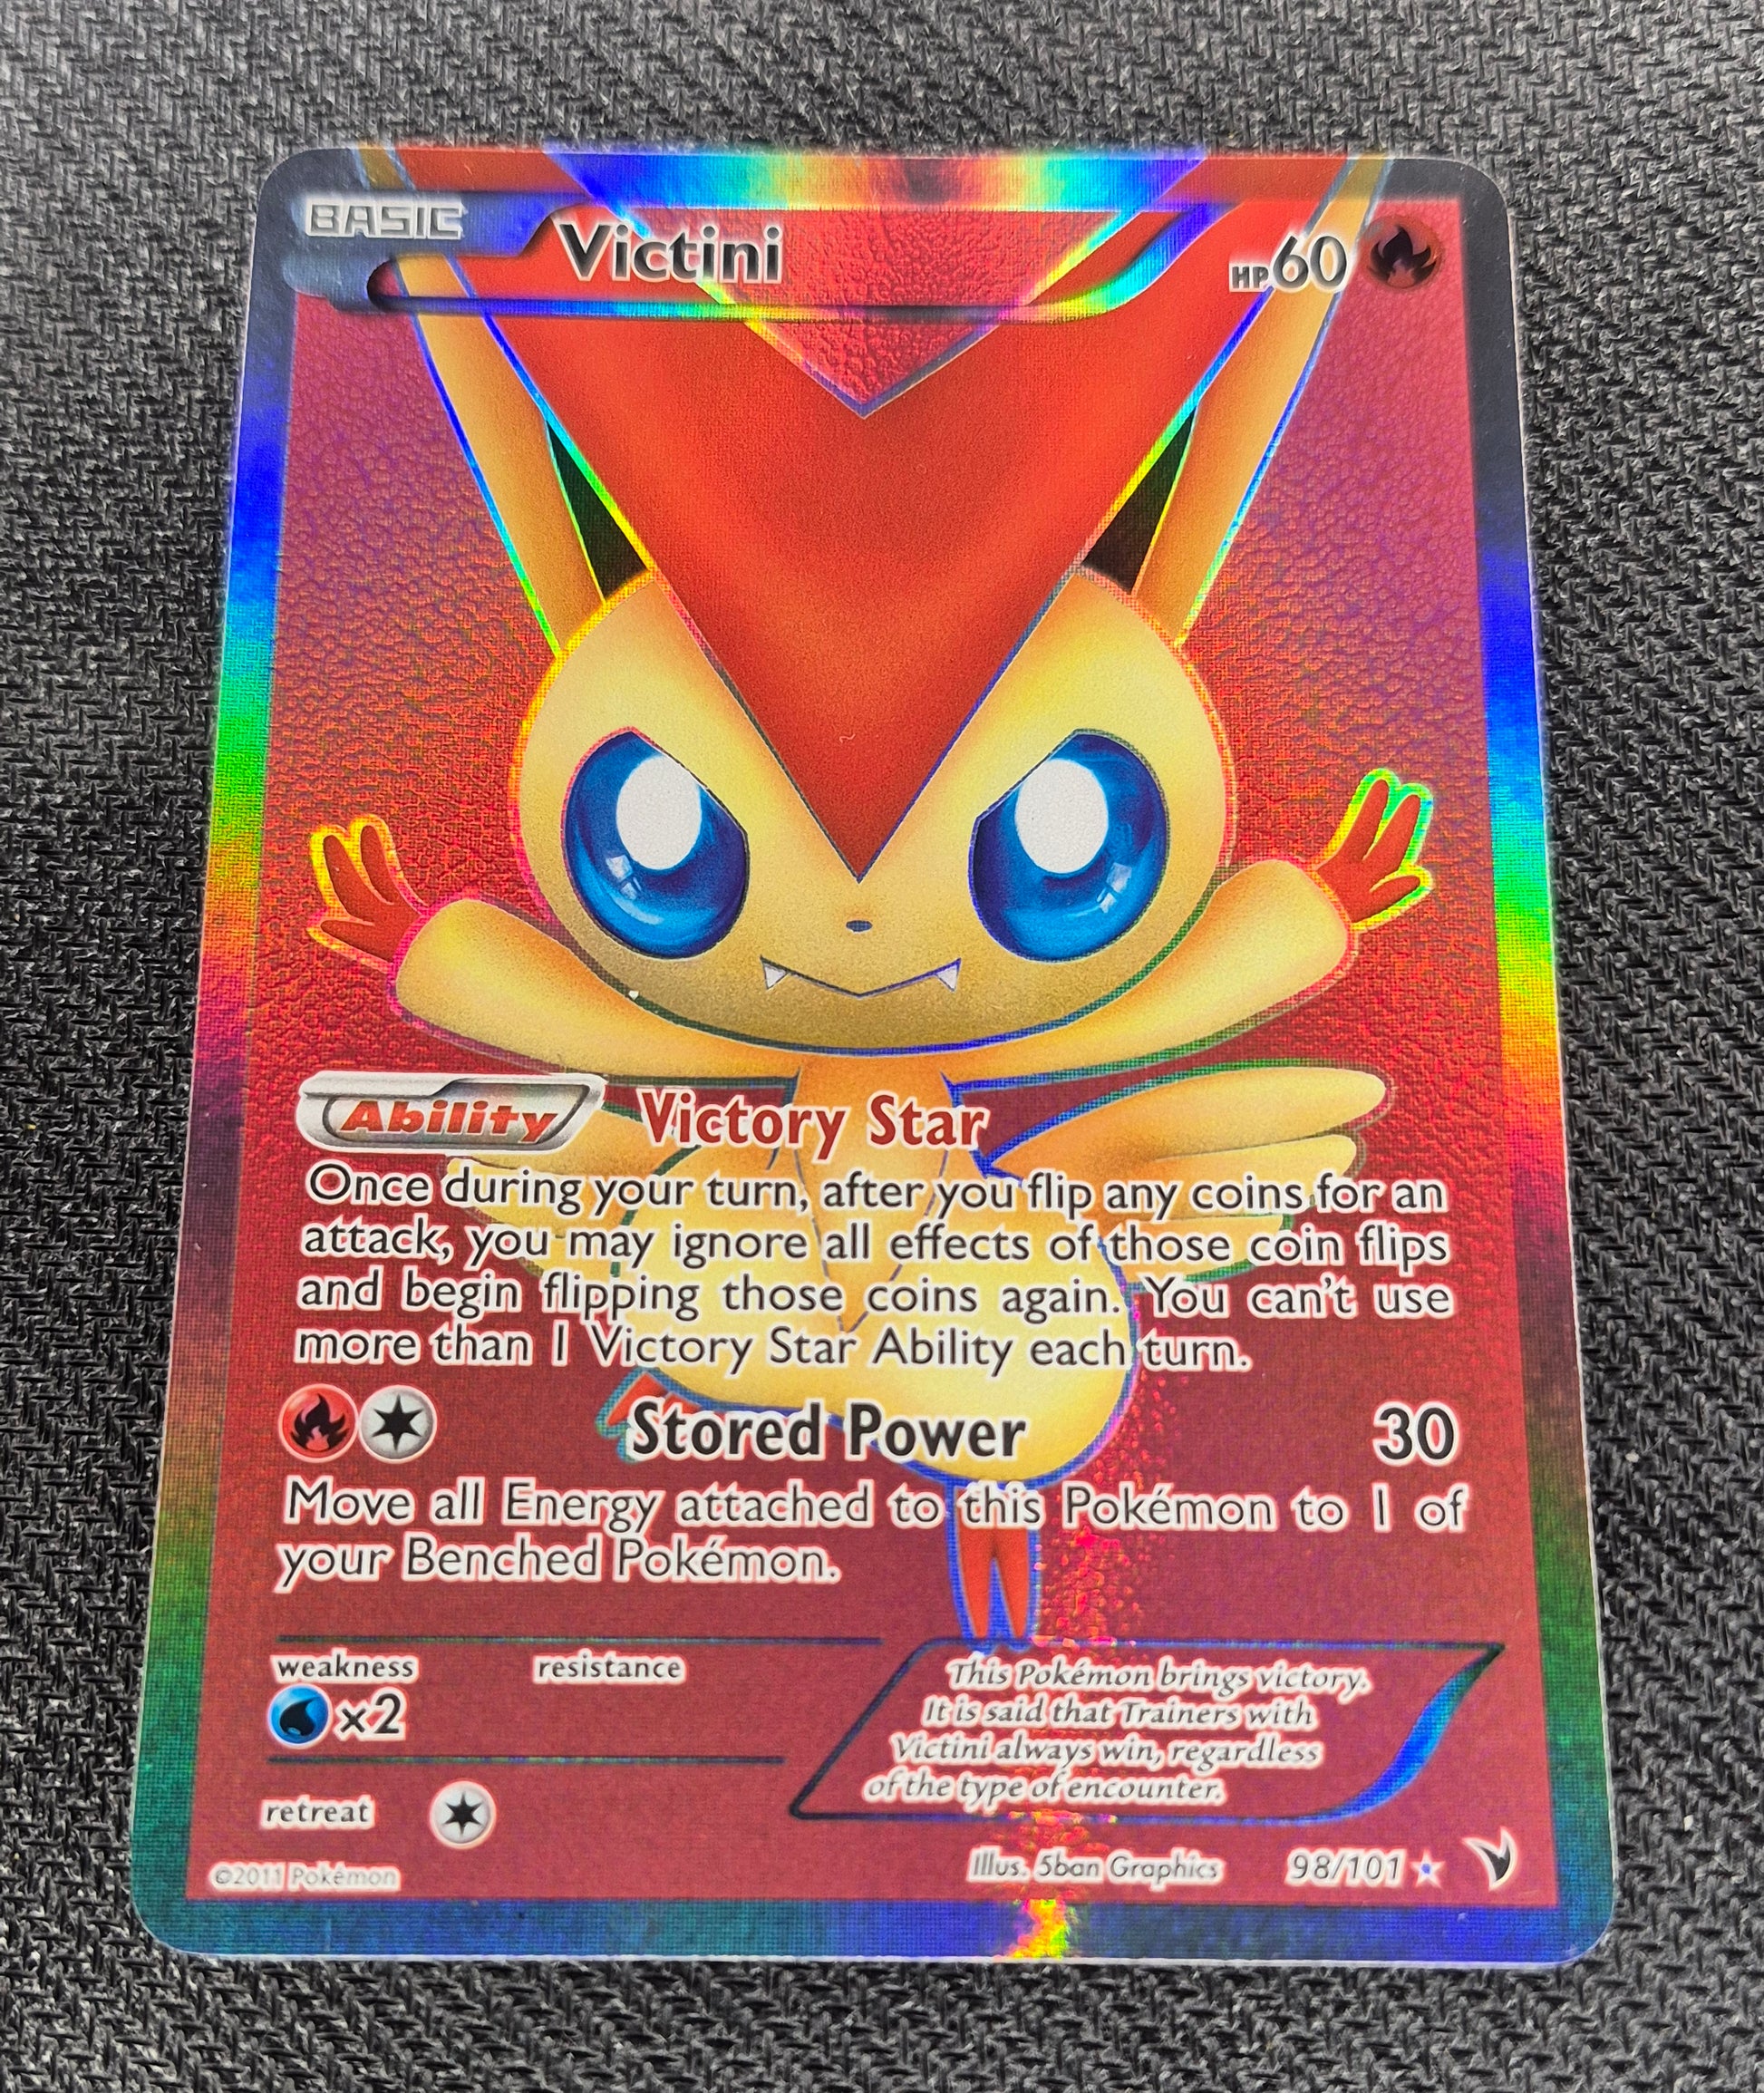 BASIC Victini HP60
Ability Victory Star
Once during your turn, after you flip any coins for an
attack, you may ignore all effects of those coin flips
and begin flipping those coins again. You can't use
more than 1 Victory Star Ability each turn.
Stored Power 30
Move all Energy attached to this Pokémon to 1 of
your Benched Pokémon.
weakness resistance
x2
This Pokémon brings victory.
It is said that Trainers with
Victini always win, regardless
of the type of encounter.
retreat
©2011 Pokémon Illus. 5ban Graphics 98/101